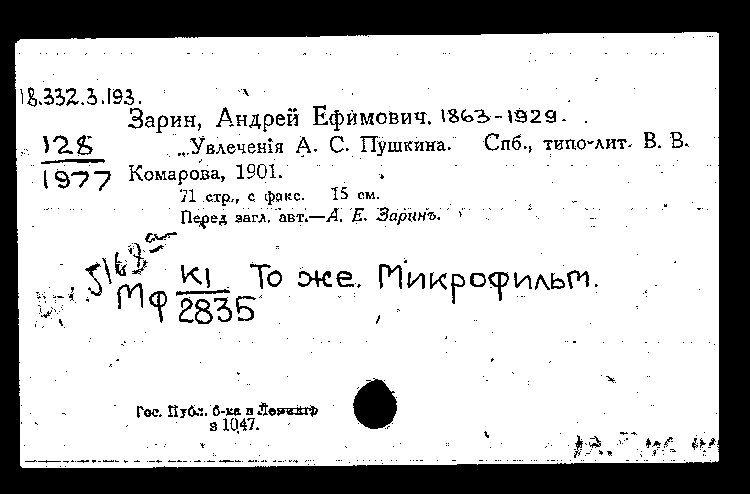 18.332.3.193.
Зарин, Андрей Ефимович. 1863-1929.
128
1977
„Увлеченія А. С. Пушкина. Спб., типо-лит. В. В.
Комарова, 1901.
71 стр., с факс. 15 см.
Перед загл. авт.—А. Е. Заринъ.
5168
Мф К1 То же. Микрофильм.
2835
Гос. Публ. б-ка в Ленингр
з 1047.